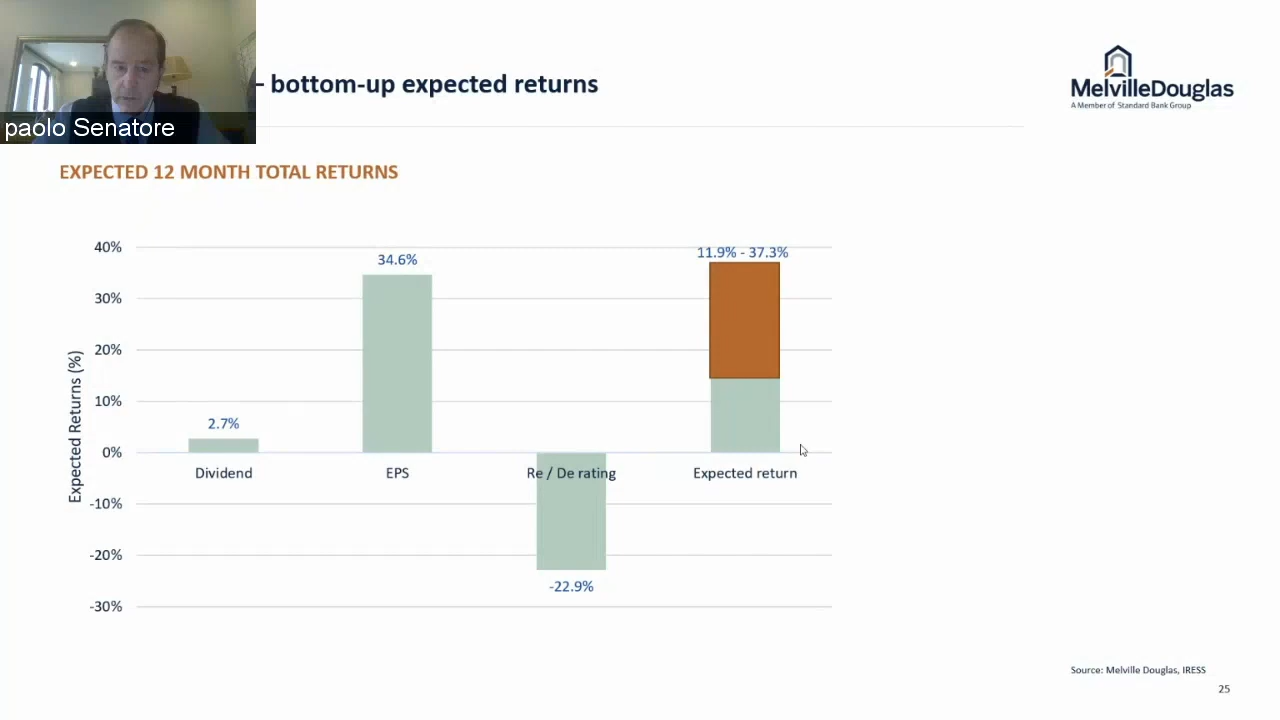 paolo Senatore
– bottom-up expected returns
MelvilleDouglas
A Member of Standard Bank Group
EXPECTED 12 MONTH TOTAL RETURNS
Expected Returns (%)
40%
30%
20%
10%
0%
-10%
-20%
-30%
2.7%
34.6%
-22.9%
11.9% - 37.3%
Dividend
EPS
Re / De rating
Expected return
Source: Melville Douglas, IRESS
25